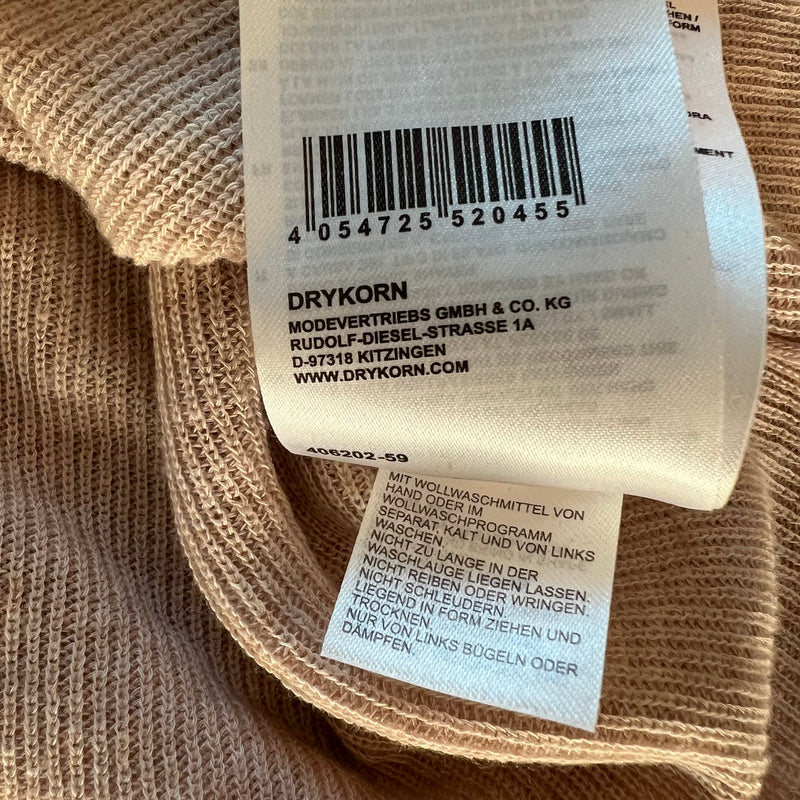 HEN /
FORM
MENT
4 054725 520455
DRYKORN
MODEVERTRIEBS GMBH & CO. KG
RUDOLF-DIESEL-STRASSE 1A
D-97318 KITZINGEN
WWW.DRYKORN.COM
406202-59
MIT WOLLWASCHMITTEL VON
HAND ODER IM
WOLLWASCHPROGRAMM
SEPARAT, KALT UND VON LINKS
WASCHEN.
NICHT ZU LANGE IN DER
WASCHLAUGE LIEGEN LASSEN.
NICHT REIBEN ODER WRINGEN.
NICHT SCHLEUDERN.
LIEGEND IN FORM ZIEHEN UND
TROCKNEN.
NUR VON LINKS BÜGELN ODER
DÄMPFEN.